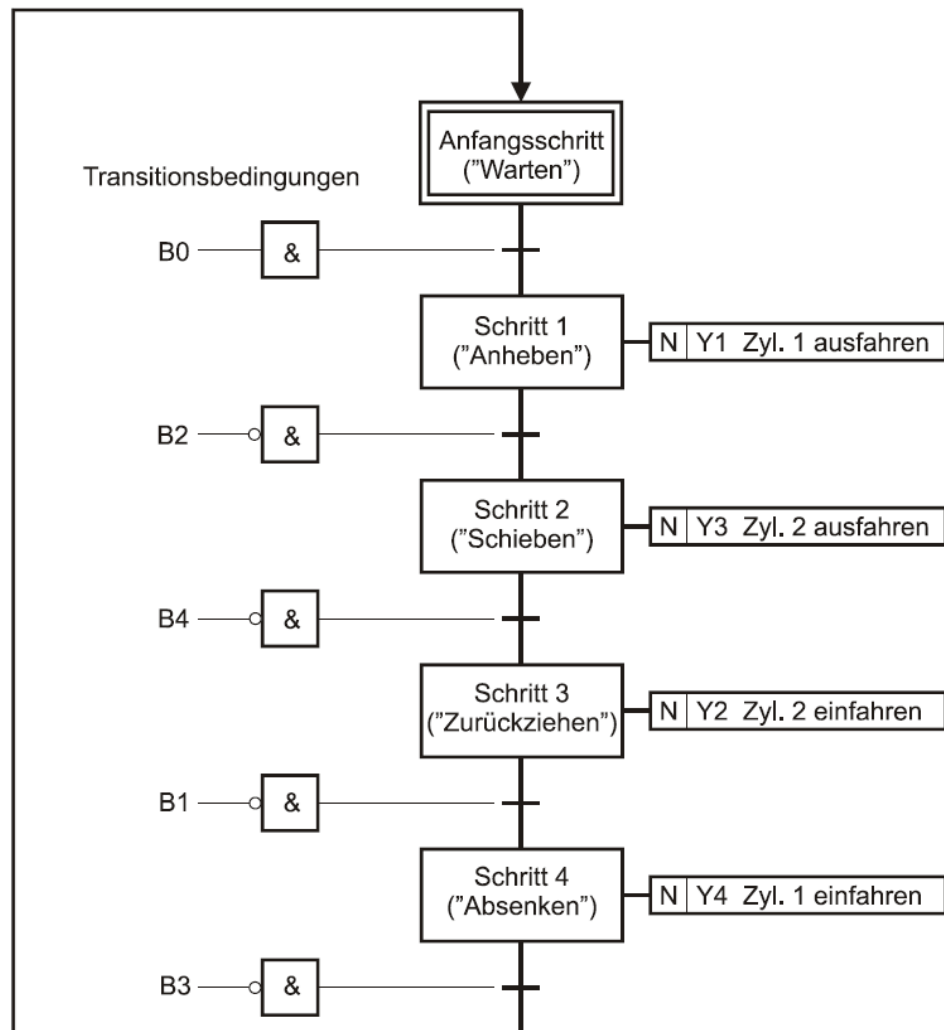 Anfangsschritt
("Warten")
Transitionsbedingungen
B0 &
Schritt 1
("Anheben")
N Y1 Zyl. 1 ausfahren
B2 &
Schritt 2
("Schieben")
N Y3 Zyl. 2 ausfahren
B4 &
Schritt 3
("Zurückziehen")
N Y2 Zyl. 2 einfahren
B1 &
Schritt 4
("Absenken")
N Y4 Zyl. 1 einfahren
B3 &